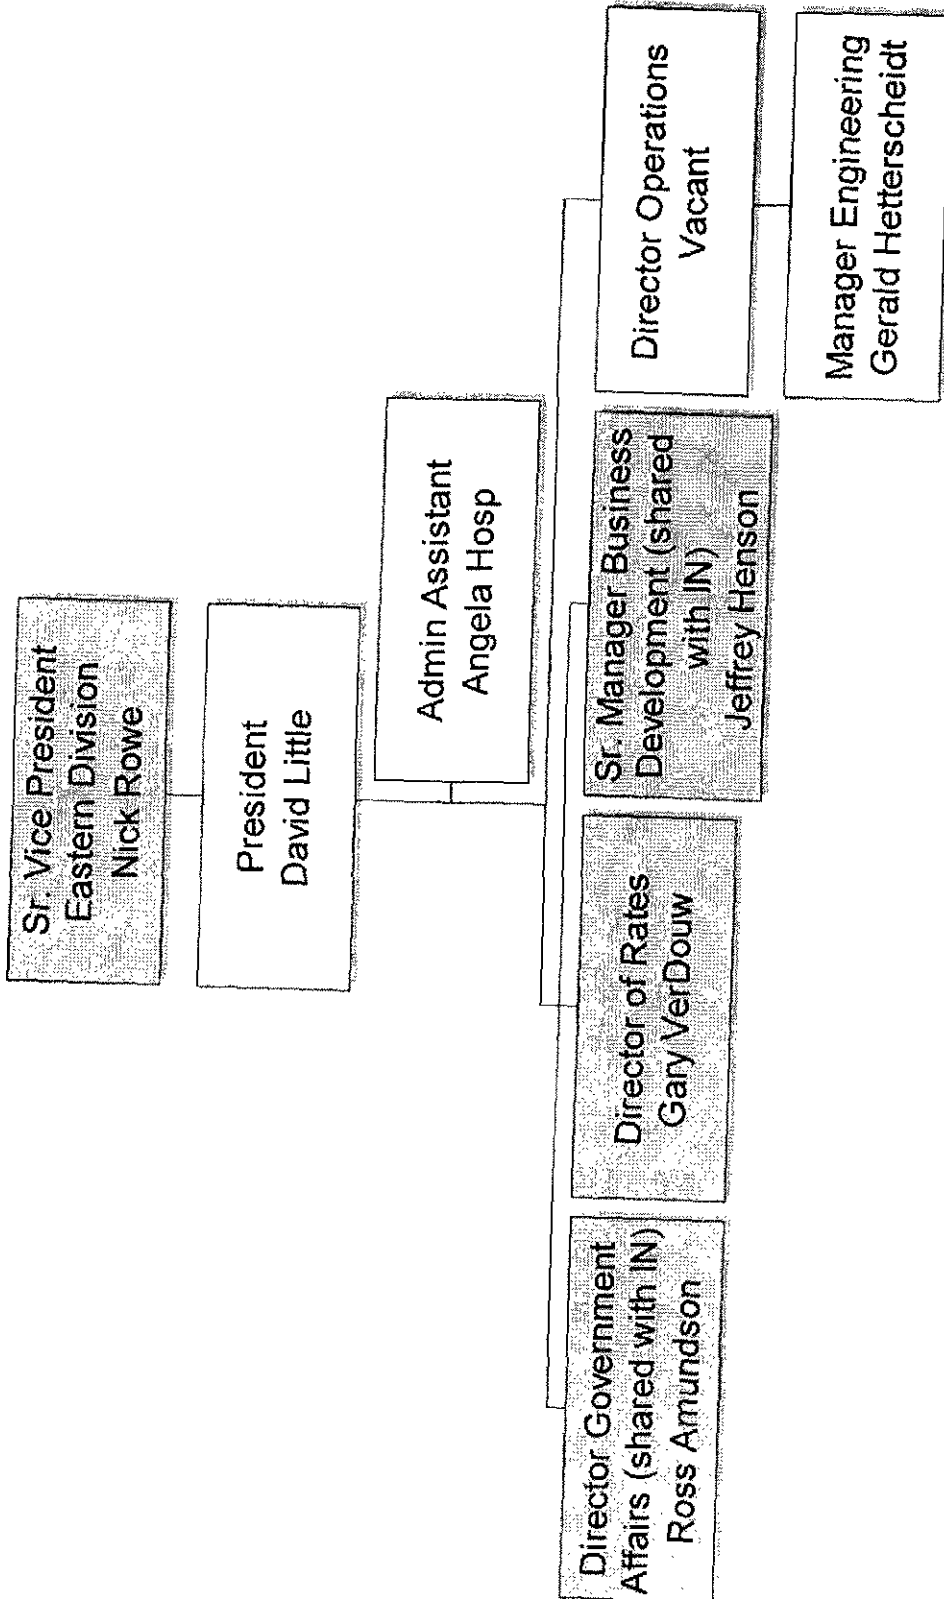 Sr. Vice President
Eastern Division
Nick Rowe
President
David Little
Admin Assistant
Angela Hosp
Director Government
Affairs (shared with IN)
Ross Amundson
Director of Rates
Gary VerDouw
Sr. Manager Business
Development (shared
with IN)
Jeffrey Henson
Director Operations
Vacant
Manager Engineering
Gerald Hetterscheidt